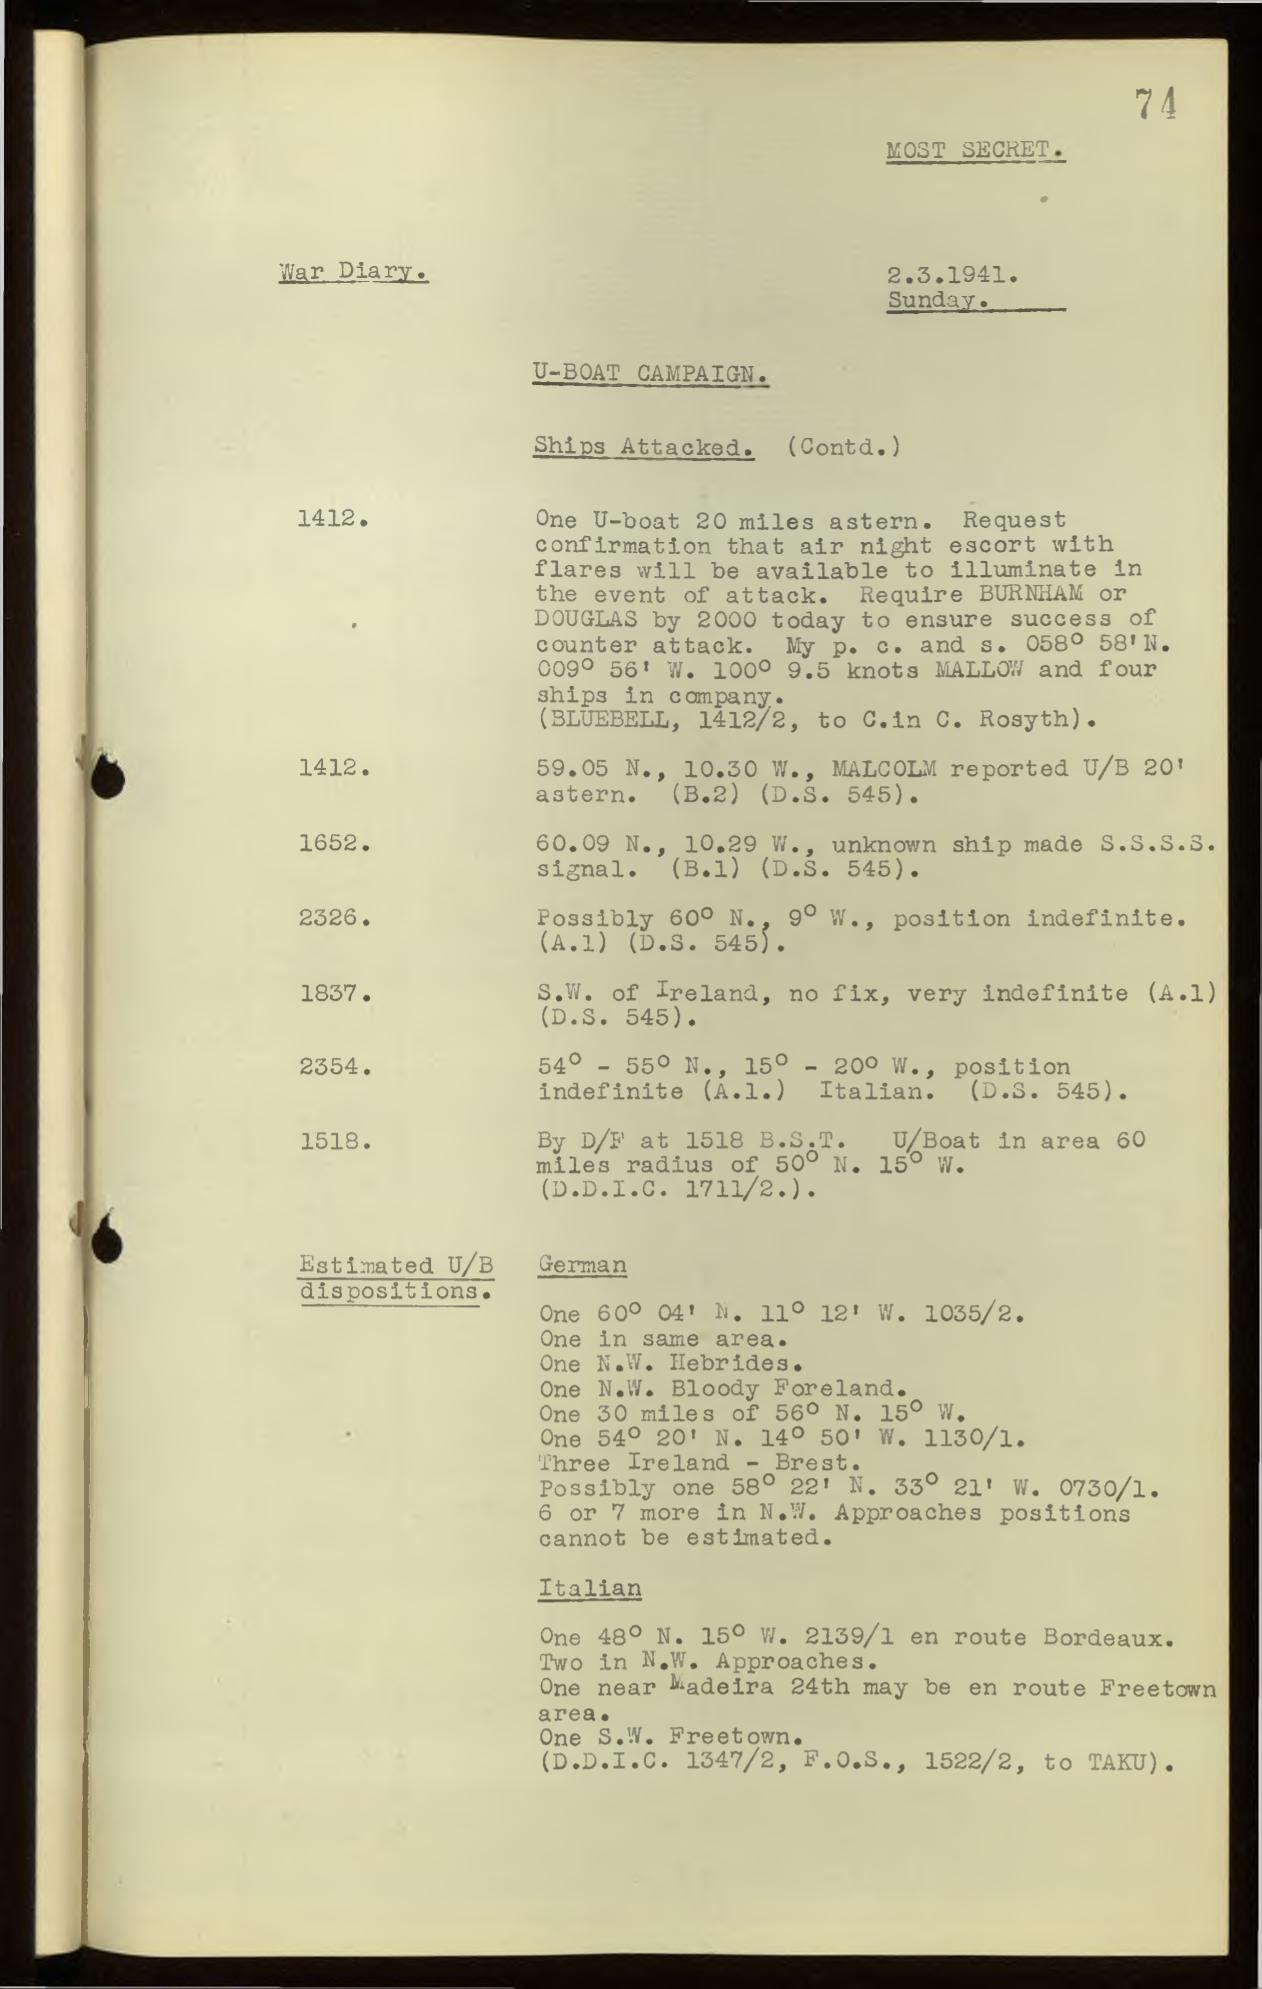 74
MOST SECRET.
War Diary.
2.3.1941.
Sunday.
U-BOAT CAMPAIGN.
Ships Attacked. (Contd.)
1412. One U-boat 20 miles astern. Request
confirmation that air night escort with
flares will be available to illuminate in
the event of attack. Require BURNHAM or
DOUGLAS by 2000 today to ensure success of
counter attack. My p. c. and s. 058° 58'N.
009° 56' W. 100° 9.5 knots MALLOW and four
ships in company.
(BLUEBELL, 1412/2, to C.in C. Rosyth).
1412. 59.05 N., 10.30 W., MALCOLM reported U/B 20'
astern. (B.2) (D.S. 545).
1652. 60.09 N., 10.29 W., unknown ship made S.S.S.S.
signal. (B.1) (D.S. 545).
2326. Possibly 60° N., 9° W., position indefinite.
(A.1) (D.S. 545).
1837. S.W. of Ireland, no fix, very indefinite (A.1)
(D.S. 545).
2354. 54° - 55° N., 15° - 20° W., position
indefinite (A.1.) Italian. (D.S. 545).
1518. By D/F at 1518 B.S.T. U/Boat in area 60
miles radius of 50° N. 15° W.
(D.D.I.C. 1711/2.).
Estimated U/B
dispositions.
German
One 60° 04' N. 11° 12' W. 1035/2.
One in same area.
One N.W. Hebrides.
One N.W. Bloody Foreland.
One 30 miles of 56° N. 15° W.
One 54° 20' N. 14° 50' W. 1130/1.
Three Ireland - Brest.
Possibly one 58° 22' N. 33° 21' W. 0730/1.
6 or 7 more in N.W. Approaches positions
cannot be estimated.
Italian
One 48° N. 15° W. 2139/1 en route Bordeaux.
Two in N.W. Approaches.
One near Madeira 24th may be en route Freetown
area.
One S.W. Freetown.
(D.D.I.C. 1347/2, F.O.S., 1522/2, to TAKU).